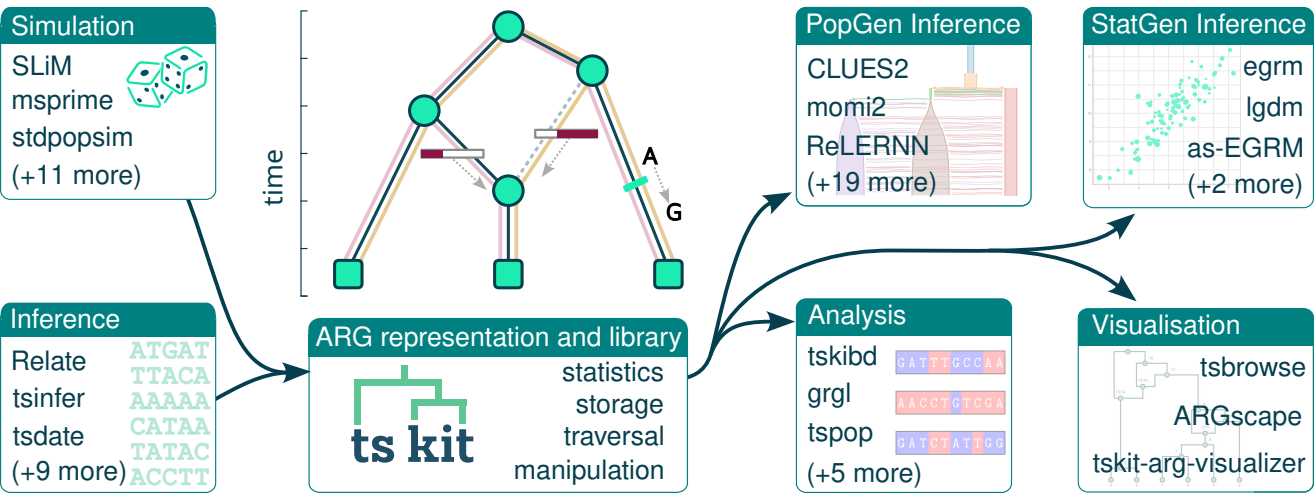 Simulation
SLiM
msprime
stdpopsim
(+11 more)
time
A
G
PopGen Inference
CLUES2
momi2
ReLERNN
(+19 more)
StatGen Inference
egrm
lgdm
as-EGRM
(+2 more)
Inference
Relate
tsinfer
tsdate
(+9 more)
ATGAT
TTACA
AAAAA
CATAA
TATAC
ACCTT
ARG representation and library
ts kit
statistics
storage
traversal
manipulation
Analysis
tskibd
grgl
tspop
(+5 more)
GATTTGCCAA
AACCTGTCGA
GATCTATTGG
Visualisation
tsbrowse
ARGscape
tskit-arg-visualizer